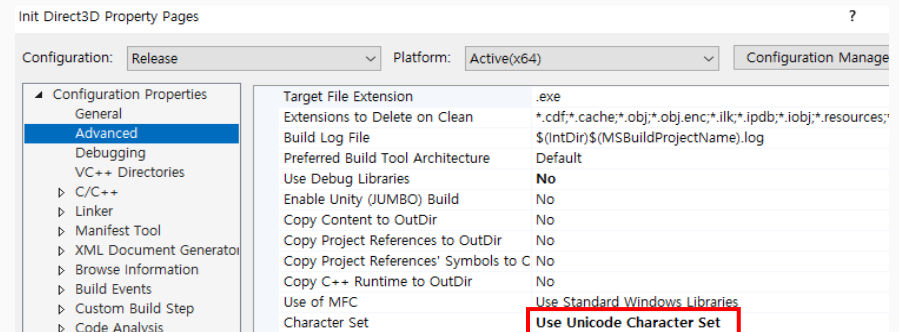 Init Direct3D Property Pages ?
Configuration: Release Platform: Active(x64) Configuration Manage
Configuration Properties
General
Advanced
Debugging
VC++ Directories
C/C++
Linker
Manifest Tool
XML Document Generator
Browse Information
Build Events
Custom Build Step
Code Analysis
Target File Extension .exe
Extensions to Delete on Clean *.cdf;*.cache;*.obj;*.obj.enc;*.ilk;*.ipdb;*.iobj;*.resources;
Build Log File $(IntDir)$(MSBuildProjectName).log
Preferred Build Tool Architecture Default
Use Debug Libraries No
Enable Unity (JUMBO) Build No
Copy Content to OutDir No
Copy Project References to OutDir No
Copy Project References' Symbols to O No
Copy C++ Runtime to OutDir No
Use of MFC Use Standard Windows Libraries
Character Set Use Unicode Character Set